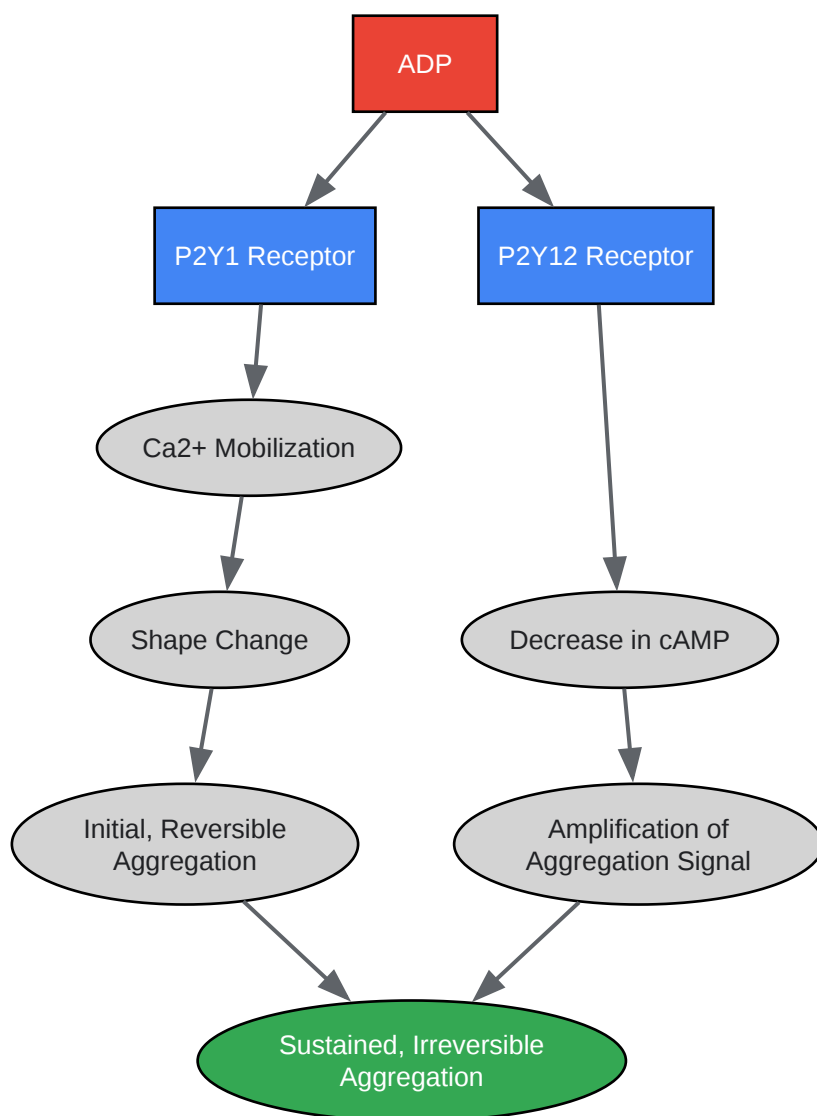 ADP
P2Y1 Receptor
P2Y12 Receptor
Ca2+ Mobilization
Shape Change
Decrease in cAMP
Initial, Reversible
Aggregation
Amplification of
Aggregation Signal
Sustained, Irreversible
Aggregation